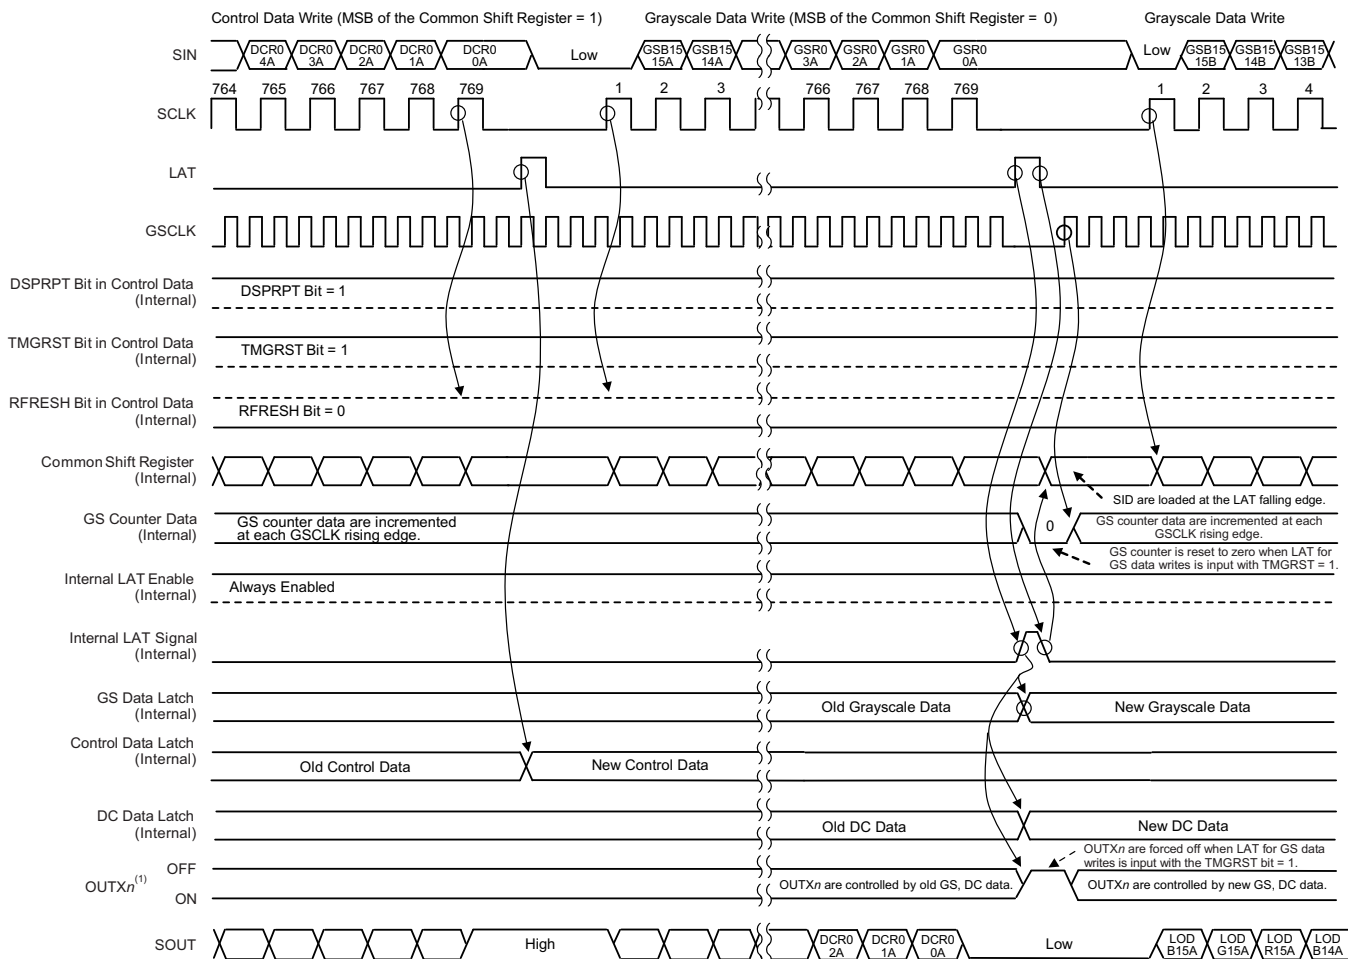 Control Data Write (MSB of the Common Shift Register = 1) Grayscale Data Write (MSB of the Common Shift Register = 0) Grayscale Data Write
SIN
DCR0 4A DCR0 3A DCR0 2A DCR0 1A DCR0 0A Low GSB15 15A GSB15 14A GSR0 3A GSR0 2A GSR0 1A GSR0 0A Low GSB15 15B GSB15 14B GSB15 13B
764 765 766 767 768 769 1 2 3 766 767 768 769 1 2 3 4
SCLK
LAT
GSCLK
DSPRPT Bit in Control Data
(Internal)
DSPRPT Bit = 1
TMGRST Bit in Control Data
(Internal)
TMGRST Bit = 1
RFRESH Bit in Control Data
(Internal)
RFRESH Bit = 0
Common Shift Register
(Internal)
SID are loaded at the LAT falling edge.
GS Counter Data
(Internal)
GS counter data are incremented
at each GSCLK rising edge.
0
GS counter data are incremented at each
GSCLK rising edge.
GS counter is reset to zero when LAT for
GS data writes is input with TMGRST = 1.
Internal LAT Enable
(Internal)
Always Enabled
Internal LAT Signal
(Internal)
GS Data Latch
(Internal)
Old Grayscale Data New Grayscale Data
Control Data Latch
(Internal)
Old Control Data New Control Data
DC Data Latch
(Internal)
Old DC Data New DC Data
OUTXn are forced off when LAT for GS data
writes is input with the TMGRST bit = 1.
OFF
OUTXn(1)
ON
OUTXn are controlled by old GS, DC data. OUTXn are controlled by new GS, DC data.
SOUT
High DCR0 2A DCR0 1A DCR0 0A Low LOD B15A LOD G15A LOD R15A LOD B14A